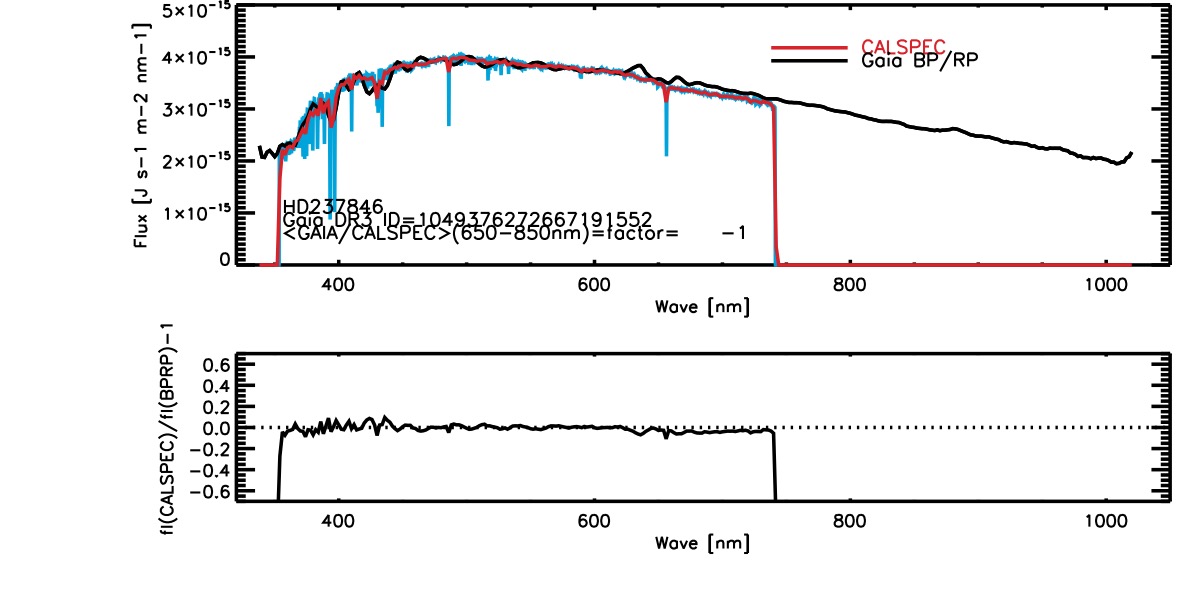 5×10−15
4×10−15
3×10−15
2×10−15
1×10−15
0
Flux [J s−1 m−2 nm−1]
CALSPEC
Gaia BP/RP
HD237846
Gaia DR3 ID=1049376272667191552
<GAIA/CALSPEC>(650−850nm)=factor= −1
400 600 800 1000
Wave [nm]
fl(CALSPEC)/fl(BPRP)−1
0.6
0.4
0.2
0.0
−0.2
−0.4
−0.6
400 600 800 1000
Wave [nm]